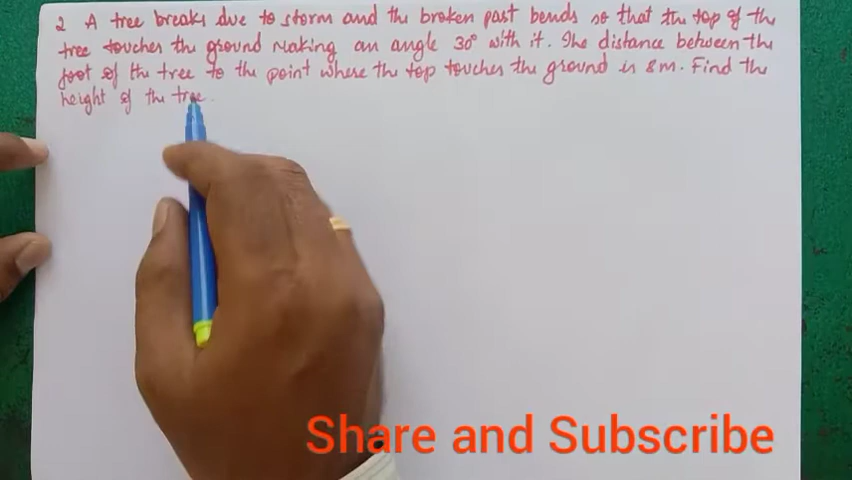 2 A tree breaks due to storm and the broken part bends so that the top of the
tree touches the ground making an angle 30° with it. The distance between the
foot of the tree to the point where the top touches the ground is 8m. Find the
height of the tree.
Share and Subscribe